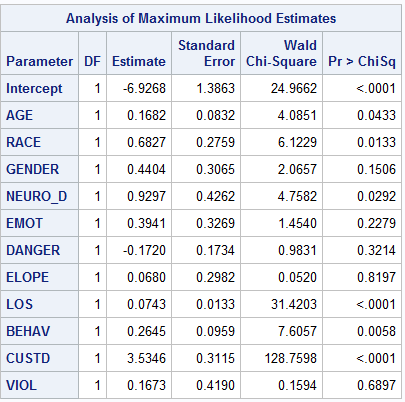 Analysis of Maximum Likelihood Estimates
Parameter DF Estimate Standard Error Wald Chi-Square Pr > ChiSq
Intercept 1 -6.9268 1.3863 24.9662 <.0001
AGE 1 0.1682 0.0832 4.0851 0.0433
RACE 1 0.6827 0.2759 6.1229 0.0133
GENDER 1 0.4404 0.3065 2.0657 0.1506
NEURO_D 1 0.9297 0.4262 4.7582 0.0292
EMOT 1 0.3941 0.3269 1.4540 0.2279
DANGER 1 -0.1720 0.1734 0.9831 0.3214
ELOPE 1 0.0680 0.2982 0.0520 0.8197
LOS 1 0.0743 0.0133 31.4203 <.0001
BEHAV 1 0.2645 0.0959 7.6057 0.0058
CUSTD 1 3.5346 0.3115 128.7598 <.0001
VIOL 1 0.1673 0.4190 0.1594 0.6897